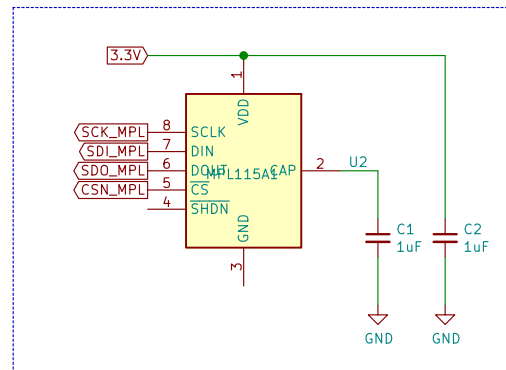 3.3V
1
VDD
SCK_MPL 8 SCLK
SDI_MPL 7 DIN
SDO_MPL 6 DOUT MPL115A1 CAP 2 U2
CSN_MPL 5 CS
4 SHDN
GND
3
C1
1uF
C2
1uF
GND
GND